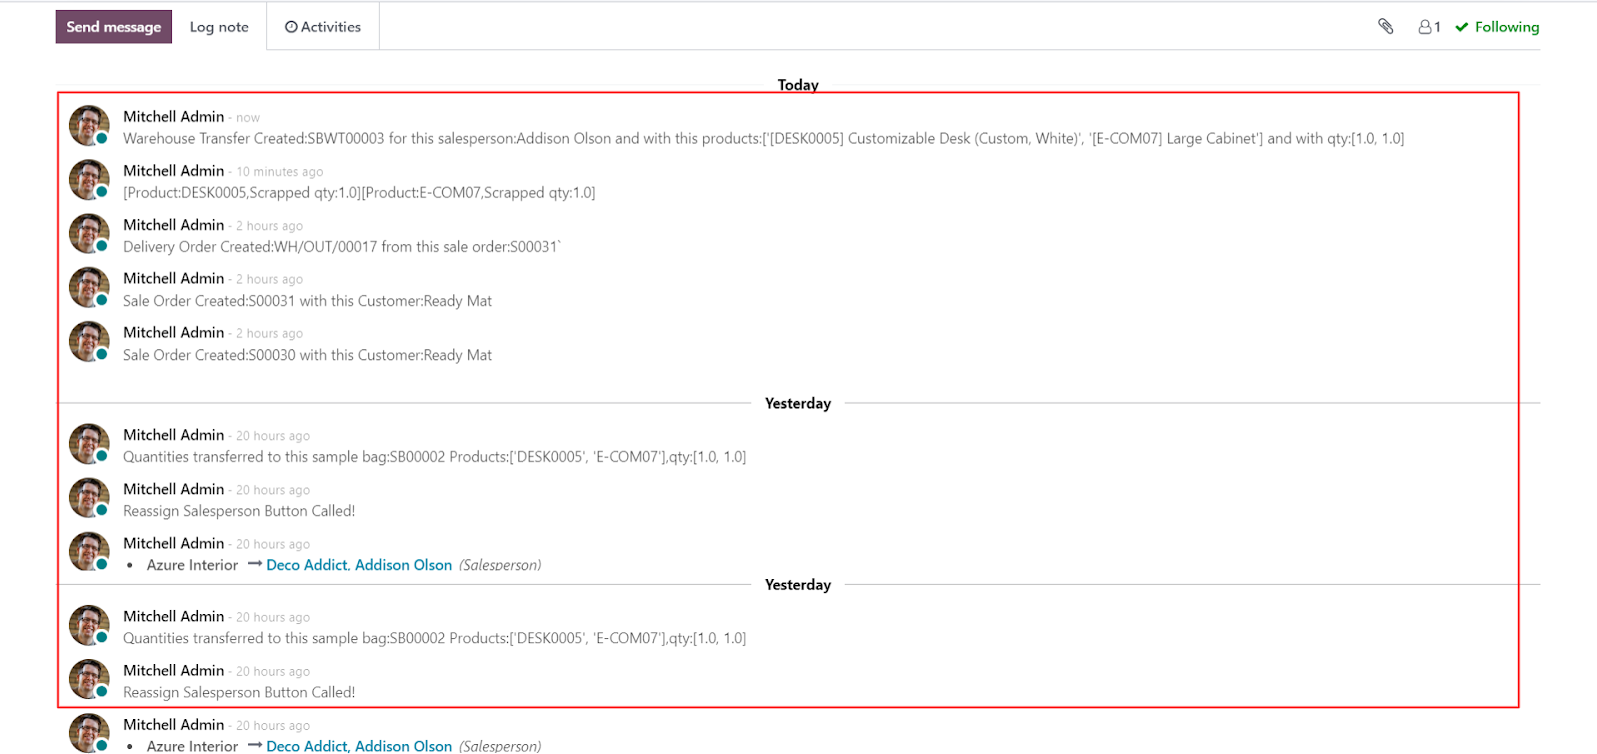 Send message Log note Activities 1 Following
Today
Mitchell Admin - now
Warehouse Transfer Created:SBWT00003 for this salesperson:Addison Olson and with this products:['[DESK0005] Customizable Desk (Custom, White)', '[E-COM07] Large Cabinet'] and with qty:[1.0, 1.0]
Mitchell Admin - 10 minutes ago
[Product:DESK0005,Scrapped qty:1.0][Product:E-COM07,Scrapped qty:1.0]
Mitchell Admin - 2 hours ago
Delivery Order Created:WH/OUT/00017 from this sale order:S00031`
Mitchell Admin - 2 hours ago
Sale Order Created:S00031 with this Customer:Ready Mat
Mitchell Admin - 2 hours ago
Sale Order Created:S00030 with this Customer:Ready Mat
Yesterday
Mitchell Admin - 20 hours ago
Quantities transferred to this sample bag:SB00002 Products:['DESK0005', 'E-COM07'],qty:[1.0, 1.0]
Mitchell Admin - 20 hours ago
Reassign Salesperson Button Called!
Mitchell Admin - 20 hours ago
• Azure Interior → Deco Addict, Addison Olson (Salesperson)
Yesterday
Mitchell Admin - 20 hours ago
Quantities transferred to this sample bag:SB00002 Products:['DESK0005', 'E-COM07'],qty:[1.0, 1.0]
Mitchell Admin - 20 hours ago
Reassign Salesperson Button Called!
Mitchell Admin - 20 hours ago
• Azure Interior → Deco Addict, Addison Olson (Salesperson)